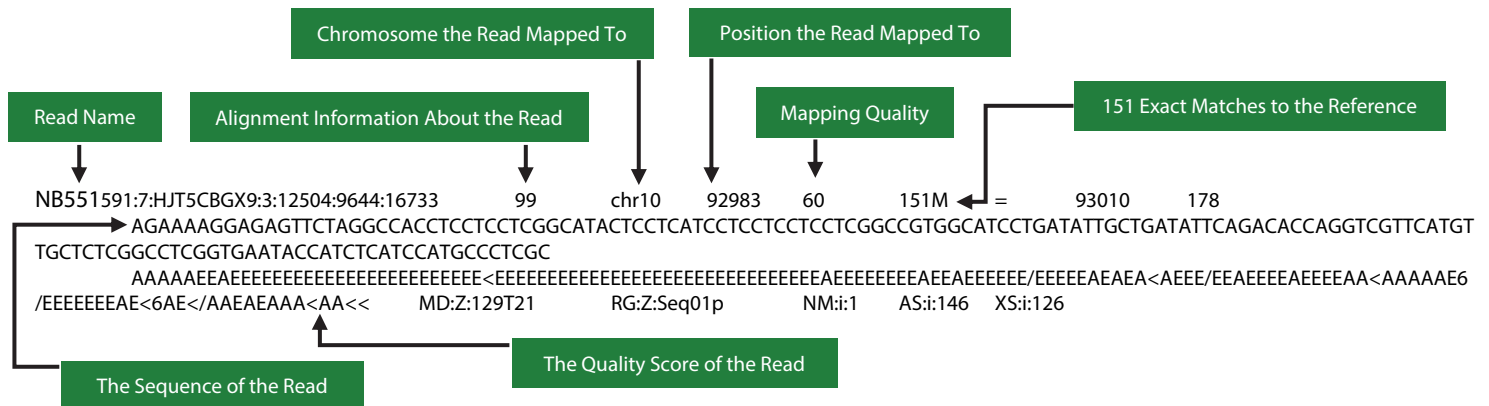 Chromosome the Read Mapped To
Position the Read Mapped To
Read Name
Alignment Information About the Read
Mapping Quality
151 Exact Matches to the Reference
NB551591:7:HJT5CBGX9:3:12504:9644:16733 99 chr10 92983 60 151M = 93010 178
AGAAAAGGAGAGTTCTAGGCCACCTCCTCCTCGGCATACTCCTCATCCTCCTCCTCCTCGGCCGTGGCATCCTGATATTGCTGATATTCAGACACCAGGTCGTTCATGT
TGCTCTCGGCCTCGGTGAATACCATCTCATCCATGCCCTCGC
AAAAAEEAEEEEEEEEEEEEEEEEEEEEEEEE<EEEEEEEEEEEEEEEEEEEEEEEEEEEEEEEEAEEEEEEEEAEEAEEEEEE/EEEEEAEAEA<AEEE/EEAEEEEAEEEEAA<AAAAAE6
/EEEEEEEAE<6AE</AAEAEAAA<AA<< MD:Z:129T21 RG:Z:Seq01p NM:i:1 AS:i:146 XS:i:126
The Quality Score of the Read
The Sequence of the Read